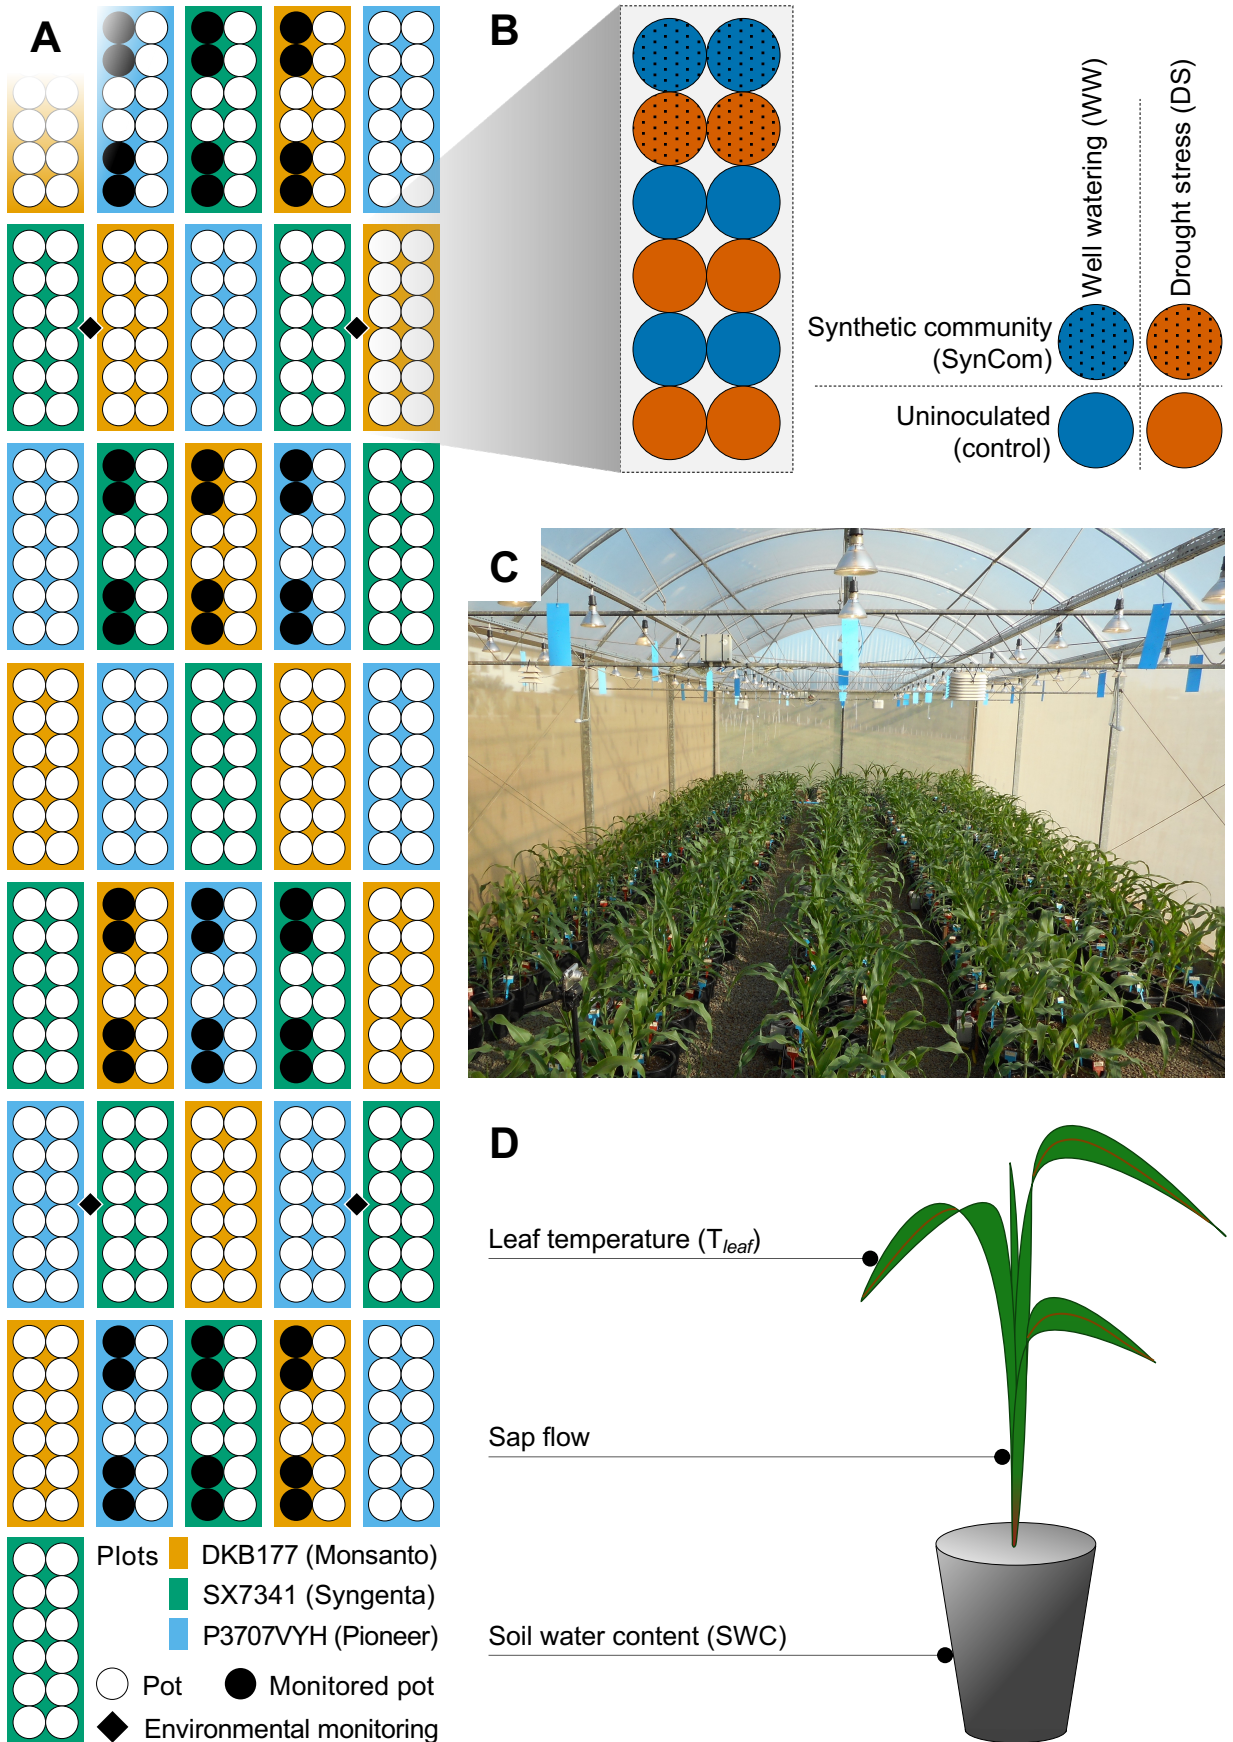 A
B
Well watering (WW)
Drought stress (DS)
Synthetic community
(SynCom)
Uninoculated
(control)
C
D
Leaf temperature (Tleaf)
Sap flow
Soil water content (SWC)
Plots
DKB177 (Monsanto)
SX7341 (Syngenta)
P3707VYH (Pioneer)
Pot
Monitored pot
Environmental monitoring